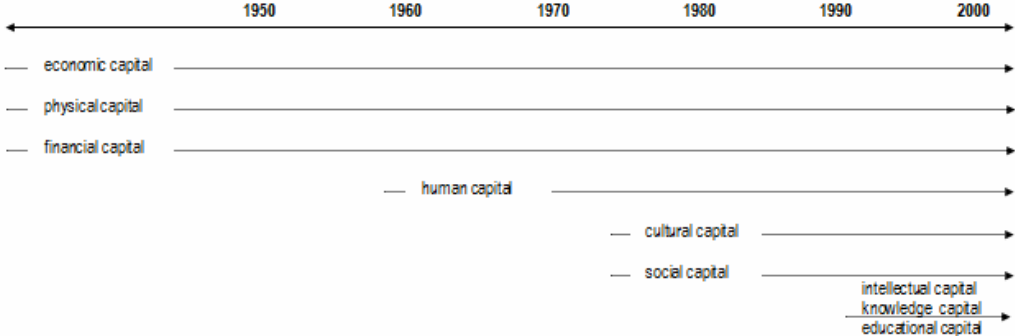 1950 1960 1970 1980 1990 2000
economic capital
physical capital
financial capital
human capital
cultural capital
social capital
intellectual capital
knowledge capital
educational capital